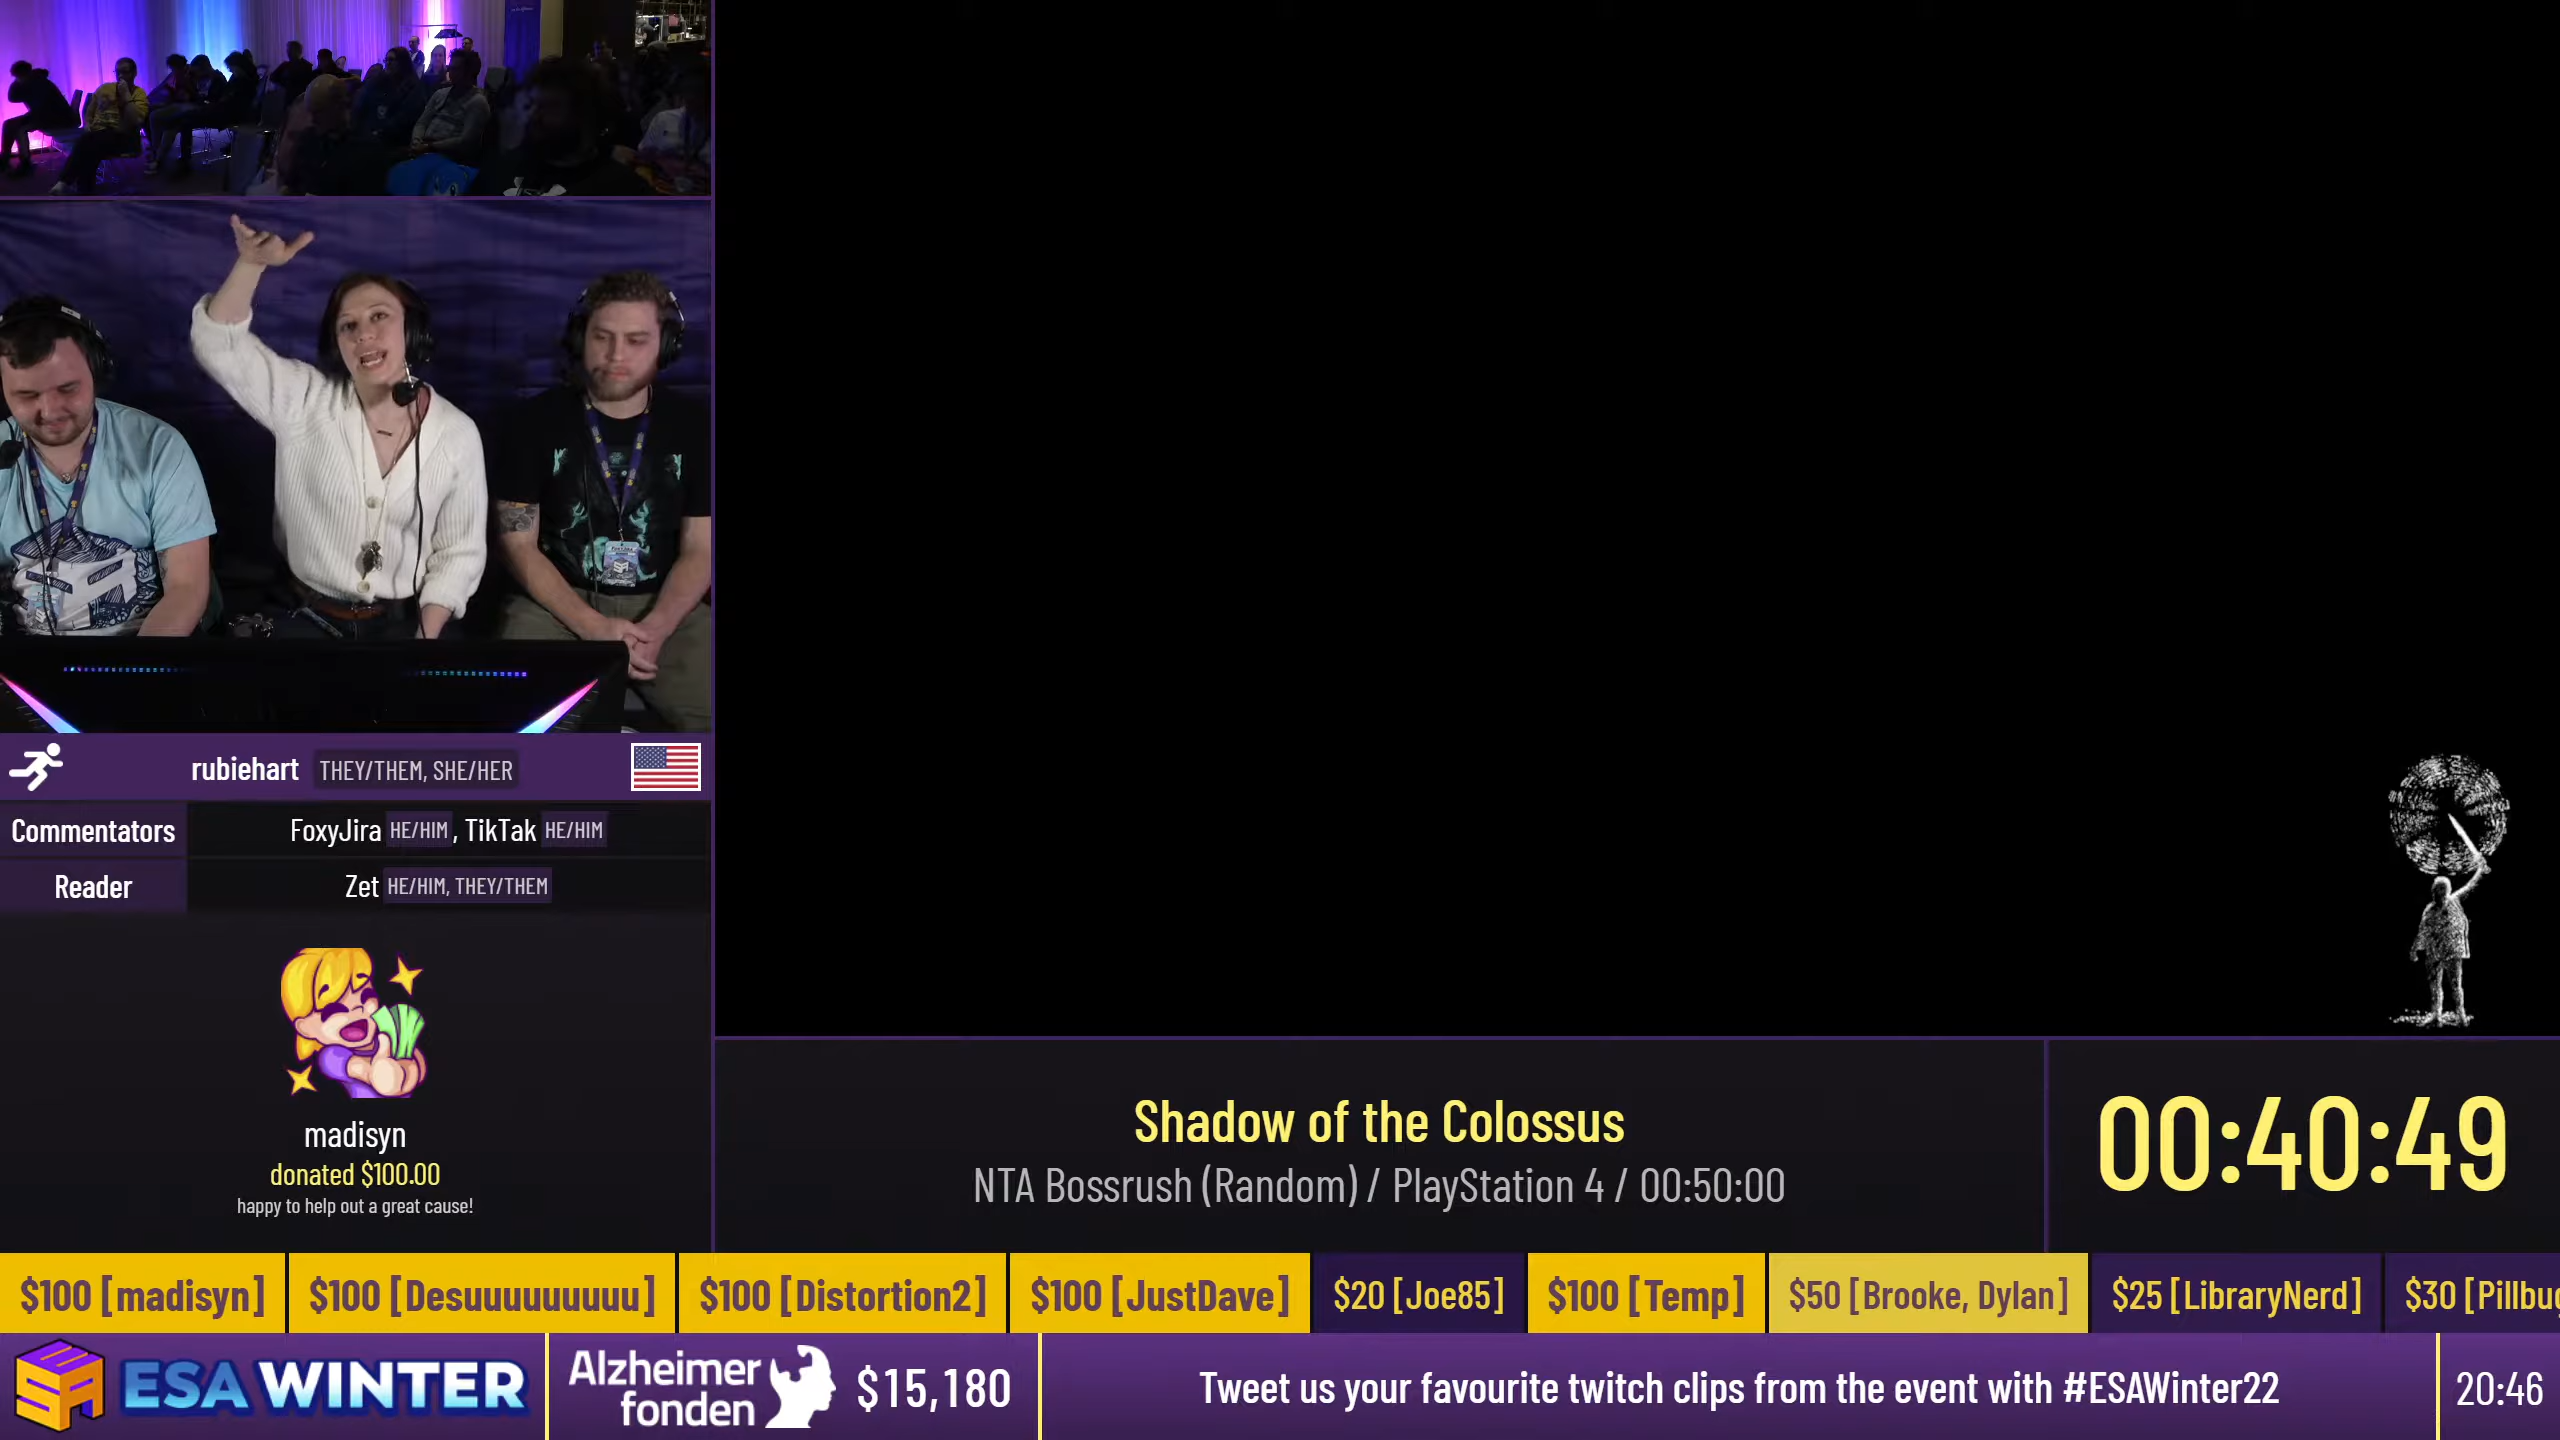 rubiehart THEY/THEM, SHE/HER
Commentators FoxyJira HE/HIM , TikTak HE/HIM
Reader Zet HE/HIM, THEY/THEM
madisyn
donated $100.00
happy to help out a great cause!
Shadow of the Colossus
NTA Bossrush (Random) / PlayStation 4 / 00:50:00
00:40:49
$100 [madisyn] $100 [Desuuuuuuuuu] $100 [Distortion2] $100 [JustDave] $20 [Joe85] $100 [Temp] $50 [Brooke, Dylan] $25 [LibraryNerd] $30 [Pillbug
ESA WINTER
Alzheimer
fonden
$15,180
Tweet us your favourite twitch clips from the event with #ESAWinter22
20:46